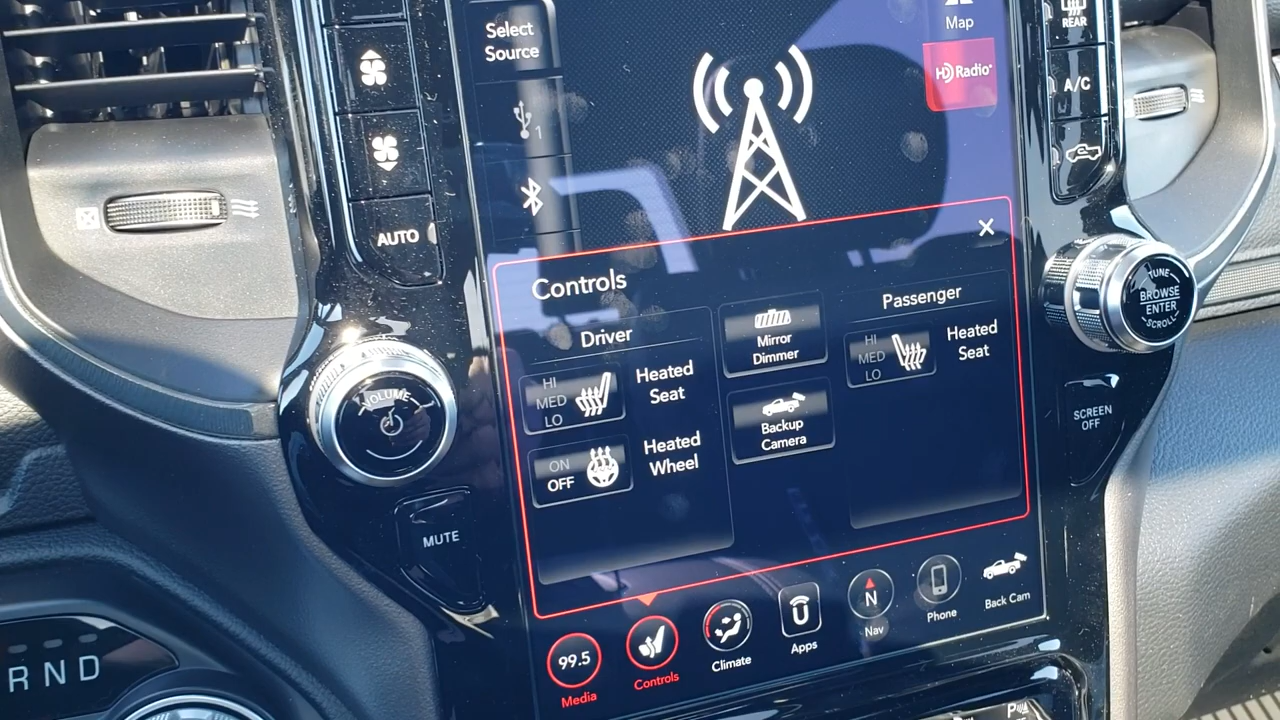 Select
Source
Map
HD Radio
REAR
A/C
1
AUTO
Controls
Driver
Passenger
HI
MED
LO
Heated
Seat
Mirror
Dimmer
HI
MED
LO
Heated
Seat
ON
OFF
Heated
Wheel
Backup
Camera
TUNE
BROWSE
ENTER
SCROLL
VOLUME
SCREEN
OFF
MUTE
99.5
Media
Controls
Climate
Apps
N
Nav
Phone
Back Cam
R N D
P